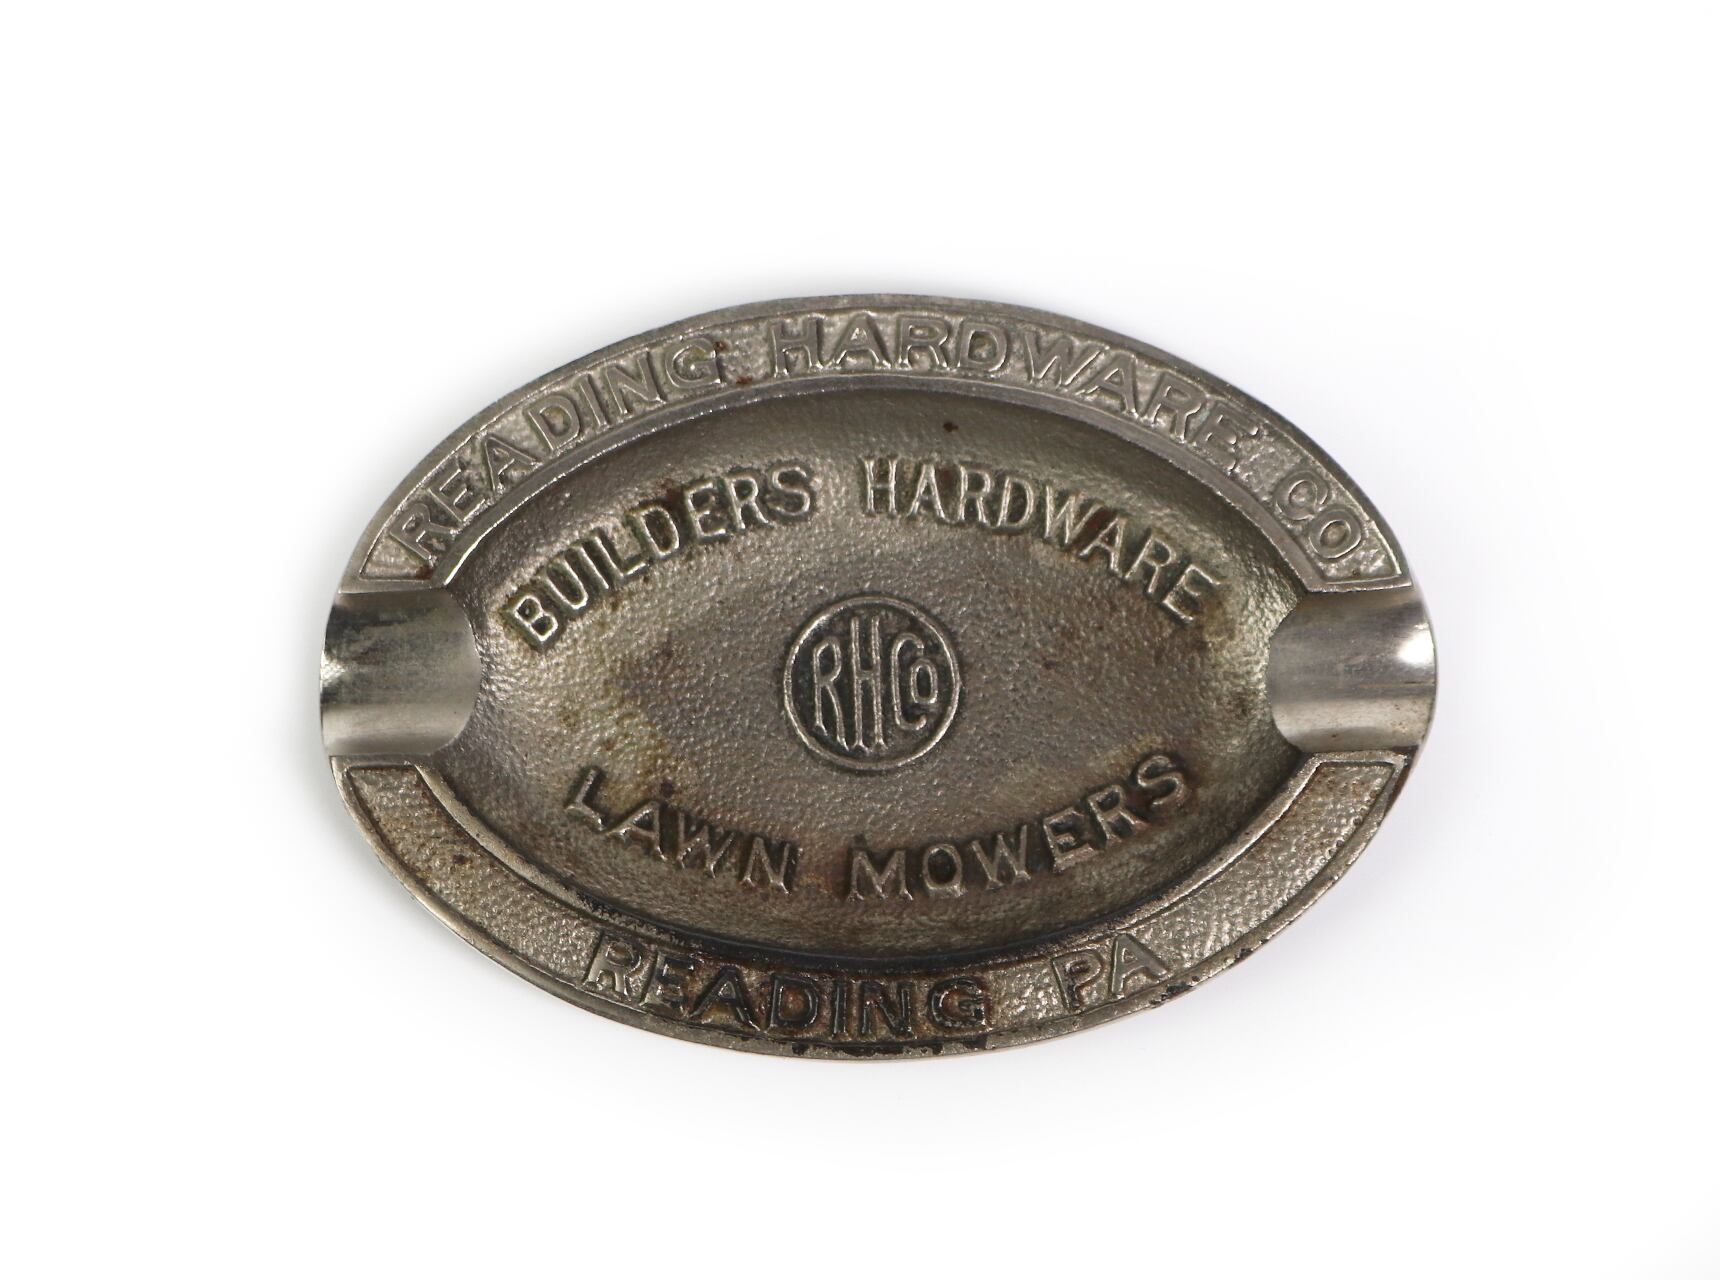 READING HARDWARE CO
BUILDERS HARDWARE
RHCo
LAWN MOWERS
READING PA